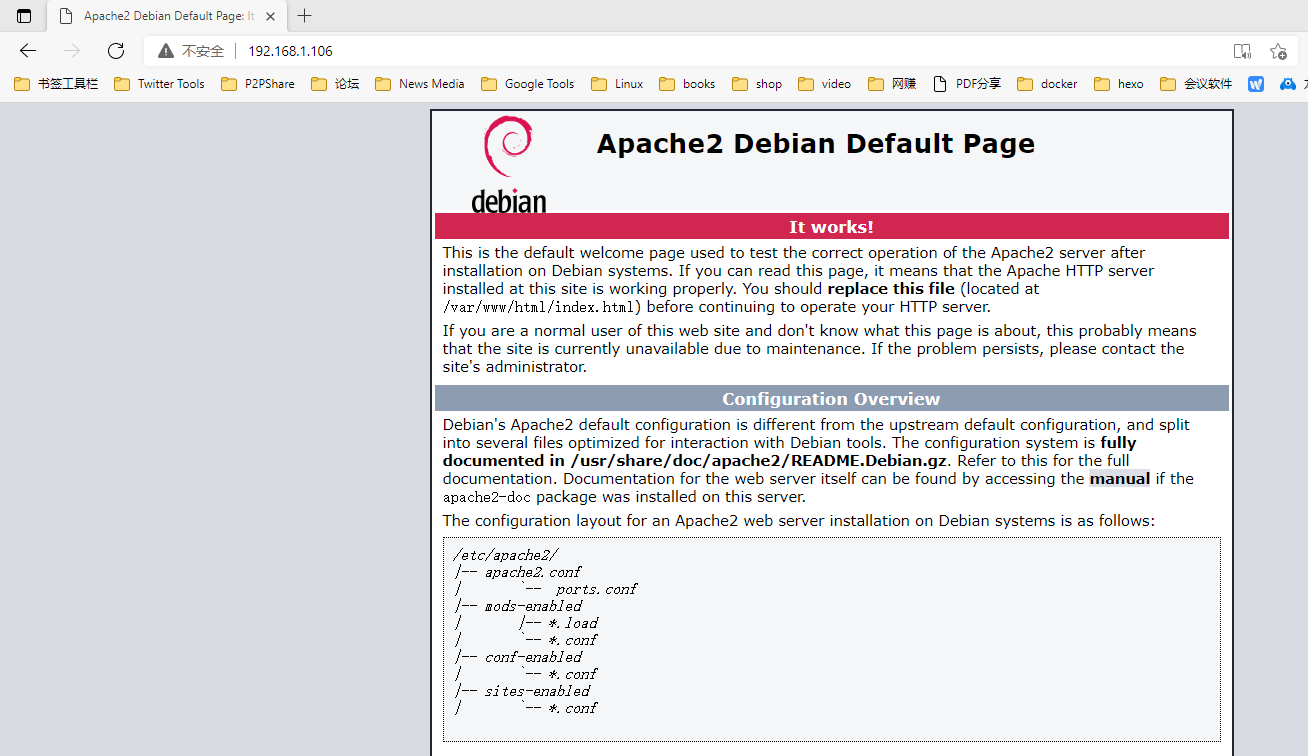 Apache2 Debian Default Page: It
不安全 192.168.1.106
书签工具栏 Twitter Tools P2PShare 论坛 News Media Google Tools Linux books shop video 网赚 PDF分享 docker hexo 会议软件
debian
Apache2 Debian Default Page
It works!
This is the default welcome page used to test the correct operation of the Apache2 server after
installation on Debian systems. If you can read this page, it means that the Apache HTTP server
installed at this site is working properly. You should replace this file (located at
/var/www/html/index.html) before continuing to operate your HTTP server.
If you are a normal user of this web site and don't know what this page is about, this probably means
that the site is currently unavailable due to maintenance. If the problem persists, please contact the
site's administrator.
Configuration Overview
Debian's Apache2 default configuration is different from the upstream default configuration, and split
into several files optimized for interaction with Debian tools. The configuration system is fully
documented in /usr/share/doc/apache2/README.Debian.gz. Refer to this for the full
documentation. Documentation for the web server itself can be found by accessing the manual if the
apache2-doc package was installed on this server.
The configuration layout for an Apache2 web server installation on Debian systems is as follows:
/etc/apache2/
|-- apache2.conf
|       `--  ports.conf
|-- mods-enabled
|       |-- *.load
|       `-- *.conf
|-- conf-enabled
|       `-- *.conf
|-- sites-enabled
|       `-- *.conf